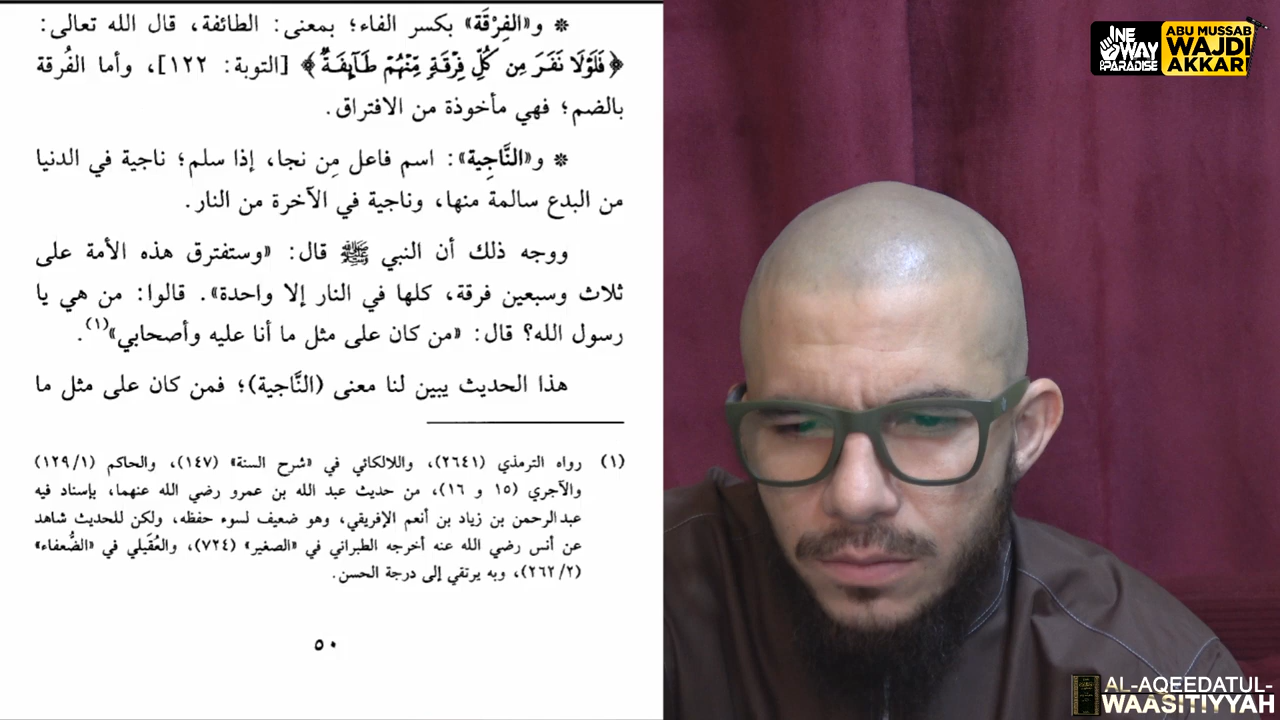 * و«الفِرْقَة» بكسر الفاء؛ بمعنى: الطائفة، قال الله تعالى:
﴿فَلَوْلَا نَفَرَ مِن كُلِّ فِرْقَةٍ مِّنْهُمْ طَآئِفَةٌ﴾ [التوبة: ١٢٢]، وأما الفُرقة
بالضم؛ فهي مأخوذة من الافتراق.
* و«النَّاجِية»: اسم فاعل مِن نجا، إذا سلم؛ ناجية في الدنيا
من البدع سالمة منها، وناجية في الآخرة من النار.
ووجه ذلك أن النبي ﷺ قال: «وستفترق هذه الأمة على
ثلاث وسبعين فرقة، كلها في النار إلا واحدة». قالوا: من هي يا
رسول الله؟ قال: «من كان على مثل ما أنا عليه وأصحابي»(١).
هذا الحديث يبين لنا معنى (النَّاجية)؛ فمن كان على مثل ما
(١) رواه الترمذي (٢٦٤١)، واللالكائي في «شرح السنة» (١٤٧)، والحاكم (١/١٢٩)
والآجري (١٥ و ١٦)، من حديث عبد الله بن عمرو رضي الله عنهما، بإسناد فيه
عبدالرحمن بن زياد بن أنعم الإفريقي، وهو ضعيف لسوء حفظه، ولكن للحديث شاهد
عن أنس رضي الله عنه أخرجه الطبراني في «الصغير» (٧٢٤)، والعُقَيلي في «الضُّعفاء»
(٢/٢٦٢)، وبه يرتقي إلى درجة الحسن.
٥٠
ONE WAY TO PARADISE
ABU MUSSAB WAJDI AKKARI
AL-AQEEDATUL-
WAASITIYYAH